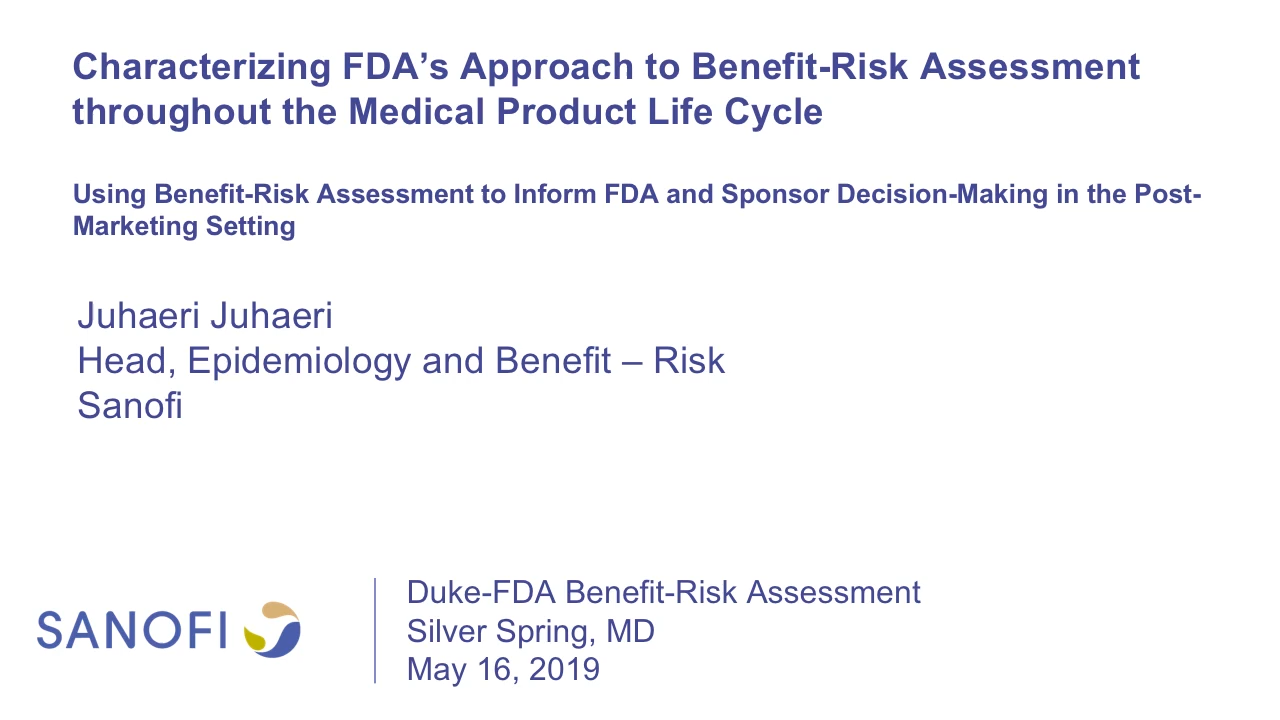 Characterizing FDA’s Approach to Benefit-Risk Assessment
throughout the Medical Product Life Cycle
Using Benefit-Risk Assessment to Inform FDA and Sponsor Decision-Making in the Post-
Marketing Setting
Juhaeri Juhaeri
Head, Epidemiology and Benefit – Risk
Sanofi
SANOFI
Duke-FDA Benefit-Risk Assessment
Silver Spring, MD
May 16, 2019